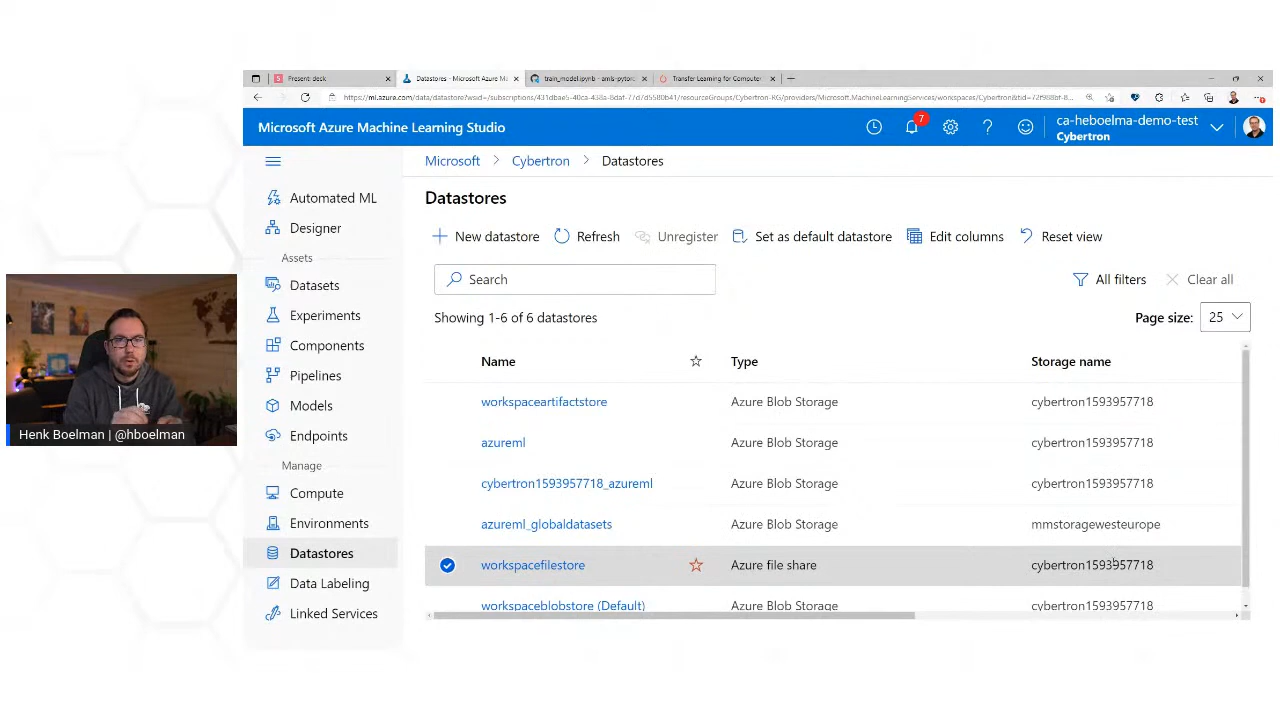 Present: deck
Datastores - Microsoft Azure Ma
train_model.ipynb - amls-pytorc
Transfer Learning for Computer
Microsoft Azure Machine Learning Studio
7
ca-heboelma-demo-test
Cybertron
Microsoft > Cybertron > Datastores
Automated ML
Designer
Assets
Datasets
Experiments
Components
Pipelines
Models
Endpoints
Manage
Compute
Environments
Datastores
Data Labeling
Linked Services
Datastores
New datastore
Refresh
Unregister
Set as default datastore
Edit columns
Reset view
Search
All filters
Clear all
Showing 1-6 of 6 datastores
Page size:
25
Name Type Storage name
workspaceartifactstore Azure Blob Storage cybertron1593957718
azureml Azure Blob Storage cybertron1593957718
cybertron1593957718_azureml Azure Blob Storage cybertron1593957718
azureml_globaldatasets Azure Blob Storage mmstoragewesteurope
workspacefilestore Azure file share cybertron1593957718
workspaceblobstore (Default) Azure Blob Storage cybertron1593957718
Henk Boelman | @hboelman